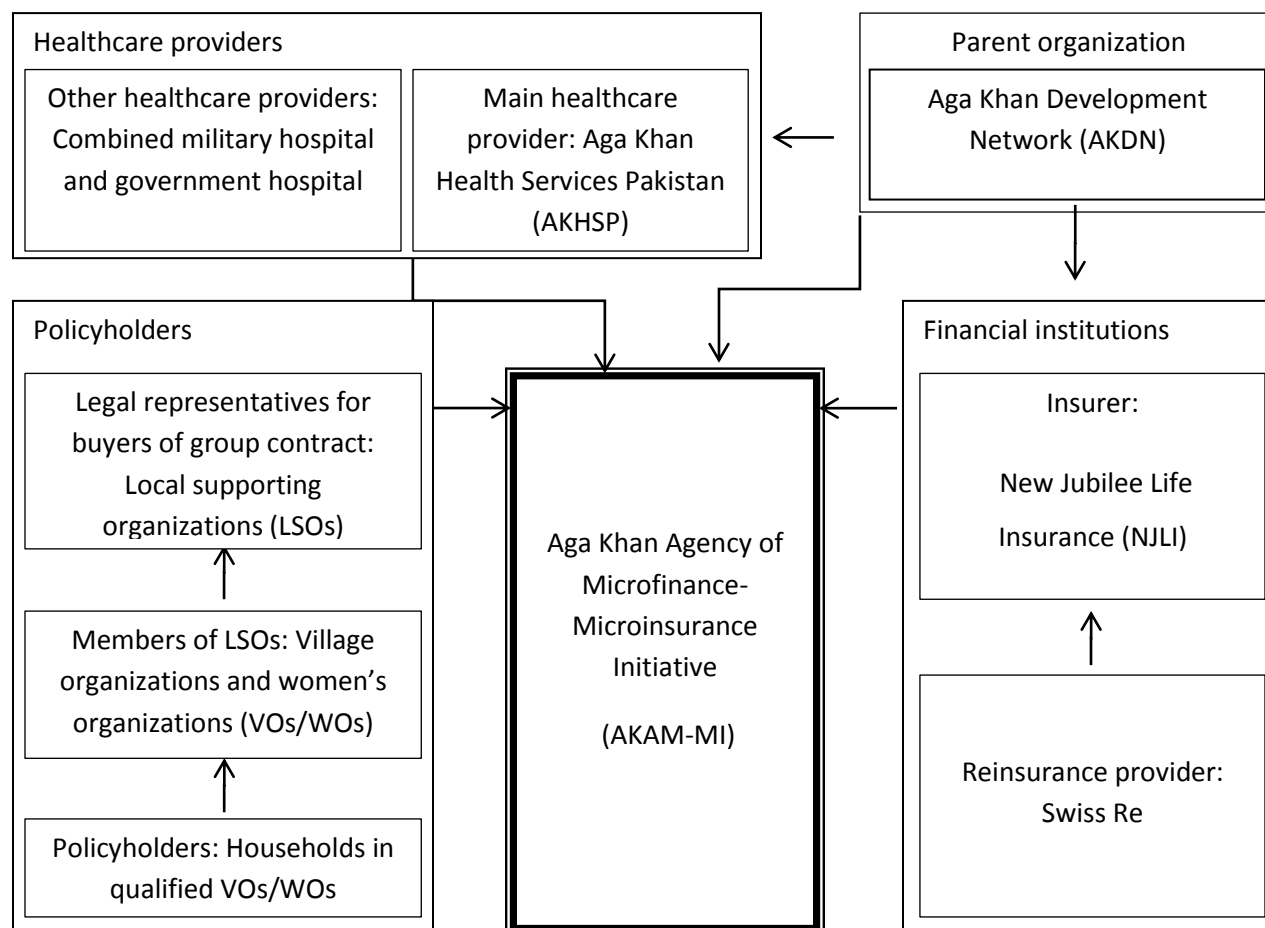 Healthcare providers
Other healthcare providers:
Combined military hospital
and government hospital
Main healthcare
provider: Aga Khan
Health Services Pakistan
(AKHSP)
Parent organization
Aga Khan Development
Network (AKDN)
Policyholders
Legal representatives for
buyers of group contract:
Local supporting
organizations (LSOs)
Members of LSOs: Village
organizations and women’s
organizations (VOs/WOs)
Policyholders: Households in
qualified VOs/WOs
Aga Khan Agency of
Microfinance-
Microinsurance
Initiative
(AKAM-MI)
Financial institutions
Insurer:
New Jubilee Life
Insurance (NJLI)
Reinsurance provider:
Swiss Re